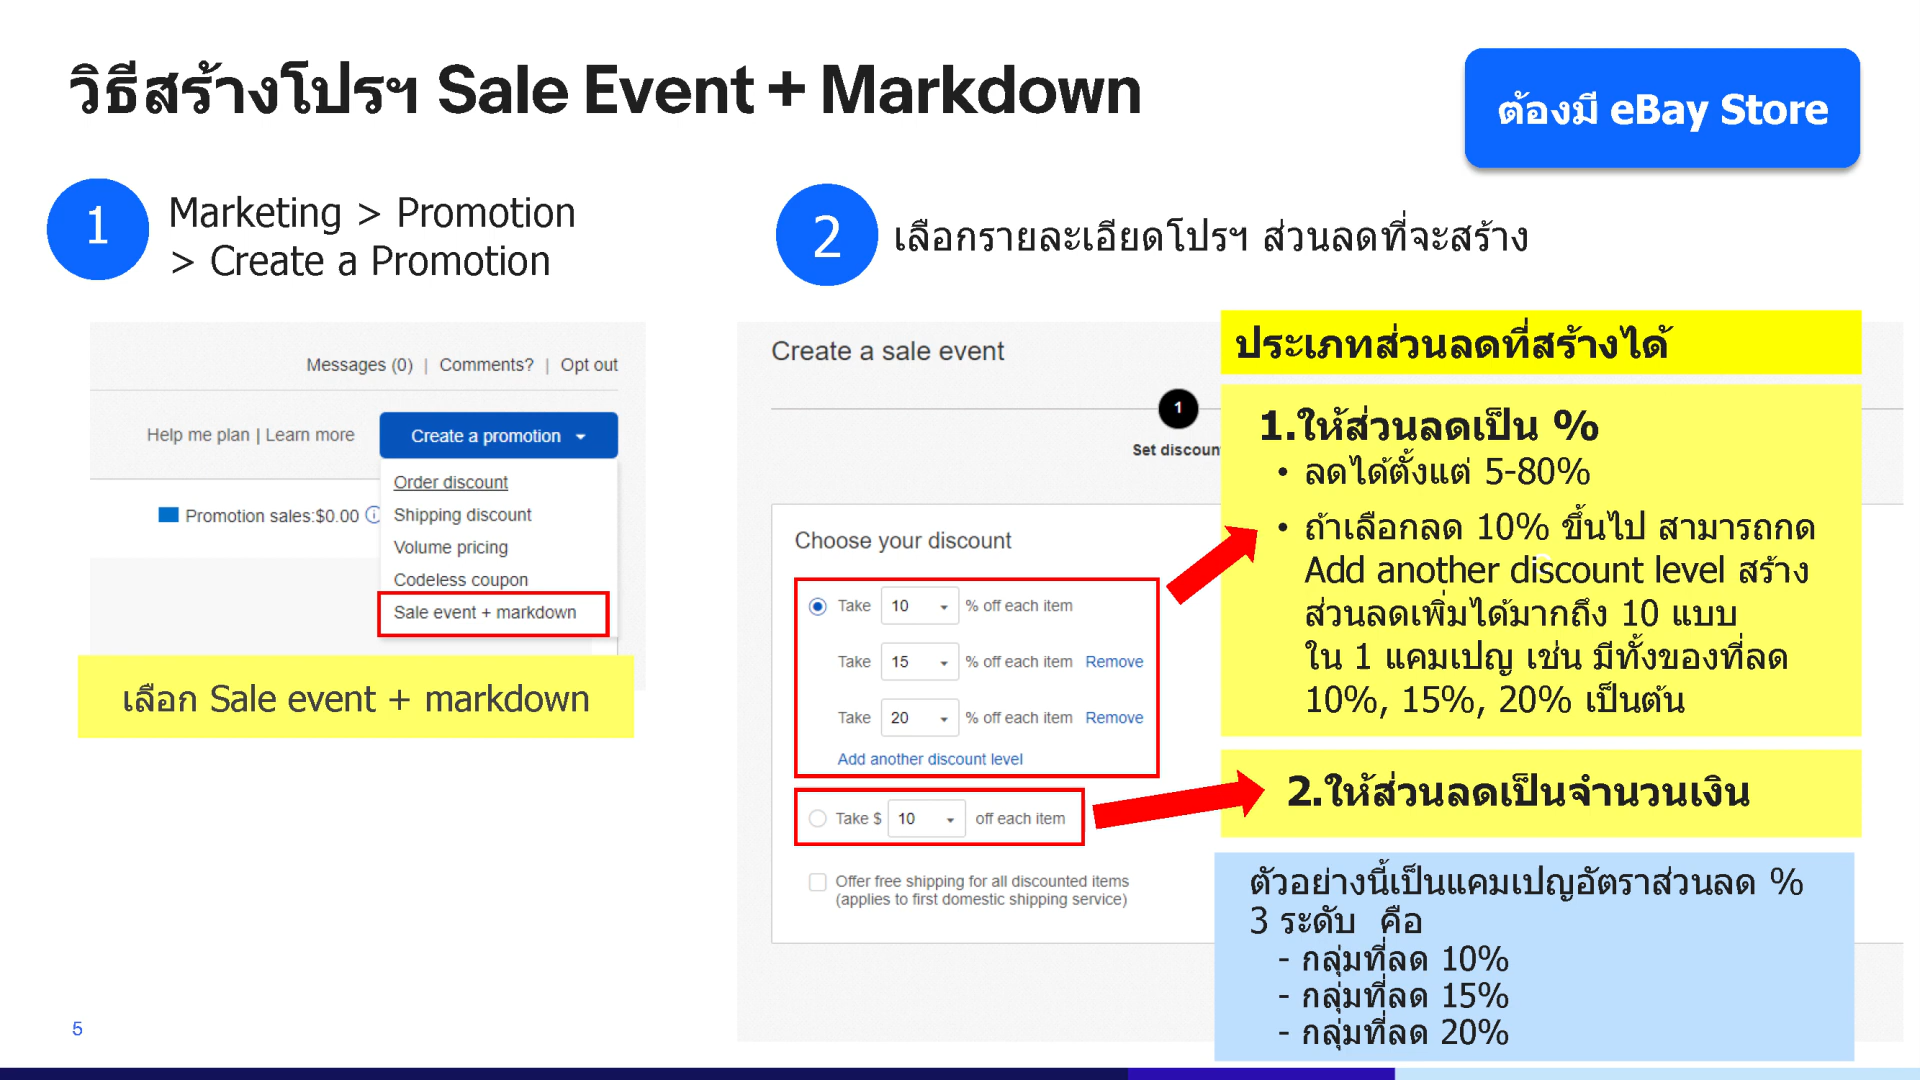 วิธีสร้างโปรฯ Sale Event + Markdown
ต้องมี eBay Store
1
Marketing > Promotion
> Create a Promotion
Messages (0) | Comments? | Opt out
Help me plan | Learn more
Create a promotion
Order discount
Promotion sales:$0.00
Shipping discount
Volume pricing
Codeless coupon
Sale event + markdown
เลือก Sale event + markdown
2
เลือกรายละเอียดโปรฯ ส่วนลดที่จะสร้าง
Create a sale event
1
Set discoun
Choose your discount
Take 10 % off each item
Take 15 % off each item Remove
Take 20 % off each item Remove
Add another discount level
Take $ 10 off each item
Offer free shipping for all discounted items
(applies to first domestic shipping service)
ประเภทส่วนลดที่สร้างได้
1.ให้ส่วนลดเป็น %
• ลดได้ตั้งแต่ 5-80%
• ถ้าเลือกลด 10% ขึ้นไป สามารถกด
Add another discount level สร้าง
ส่วนลดเพิ่มได้มากถึง 10 แบบ
ใน 1 แคมเปญ เช่น มีทั้งของที่ลด
10%, 15%, 20% เป็นต้น
2.ให้ส่วนลดเป็นจำนวนเงิน
ตัวอย่างนี้เป็นแคมเปญอัตราส่วนลด %
3 ระดับ คือ
- กลุ่มที่ลด 10%
- กลุ่มที่ลด 15%
- กลุ่มที่ลด 20%
5